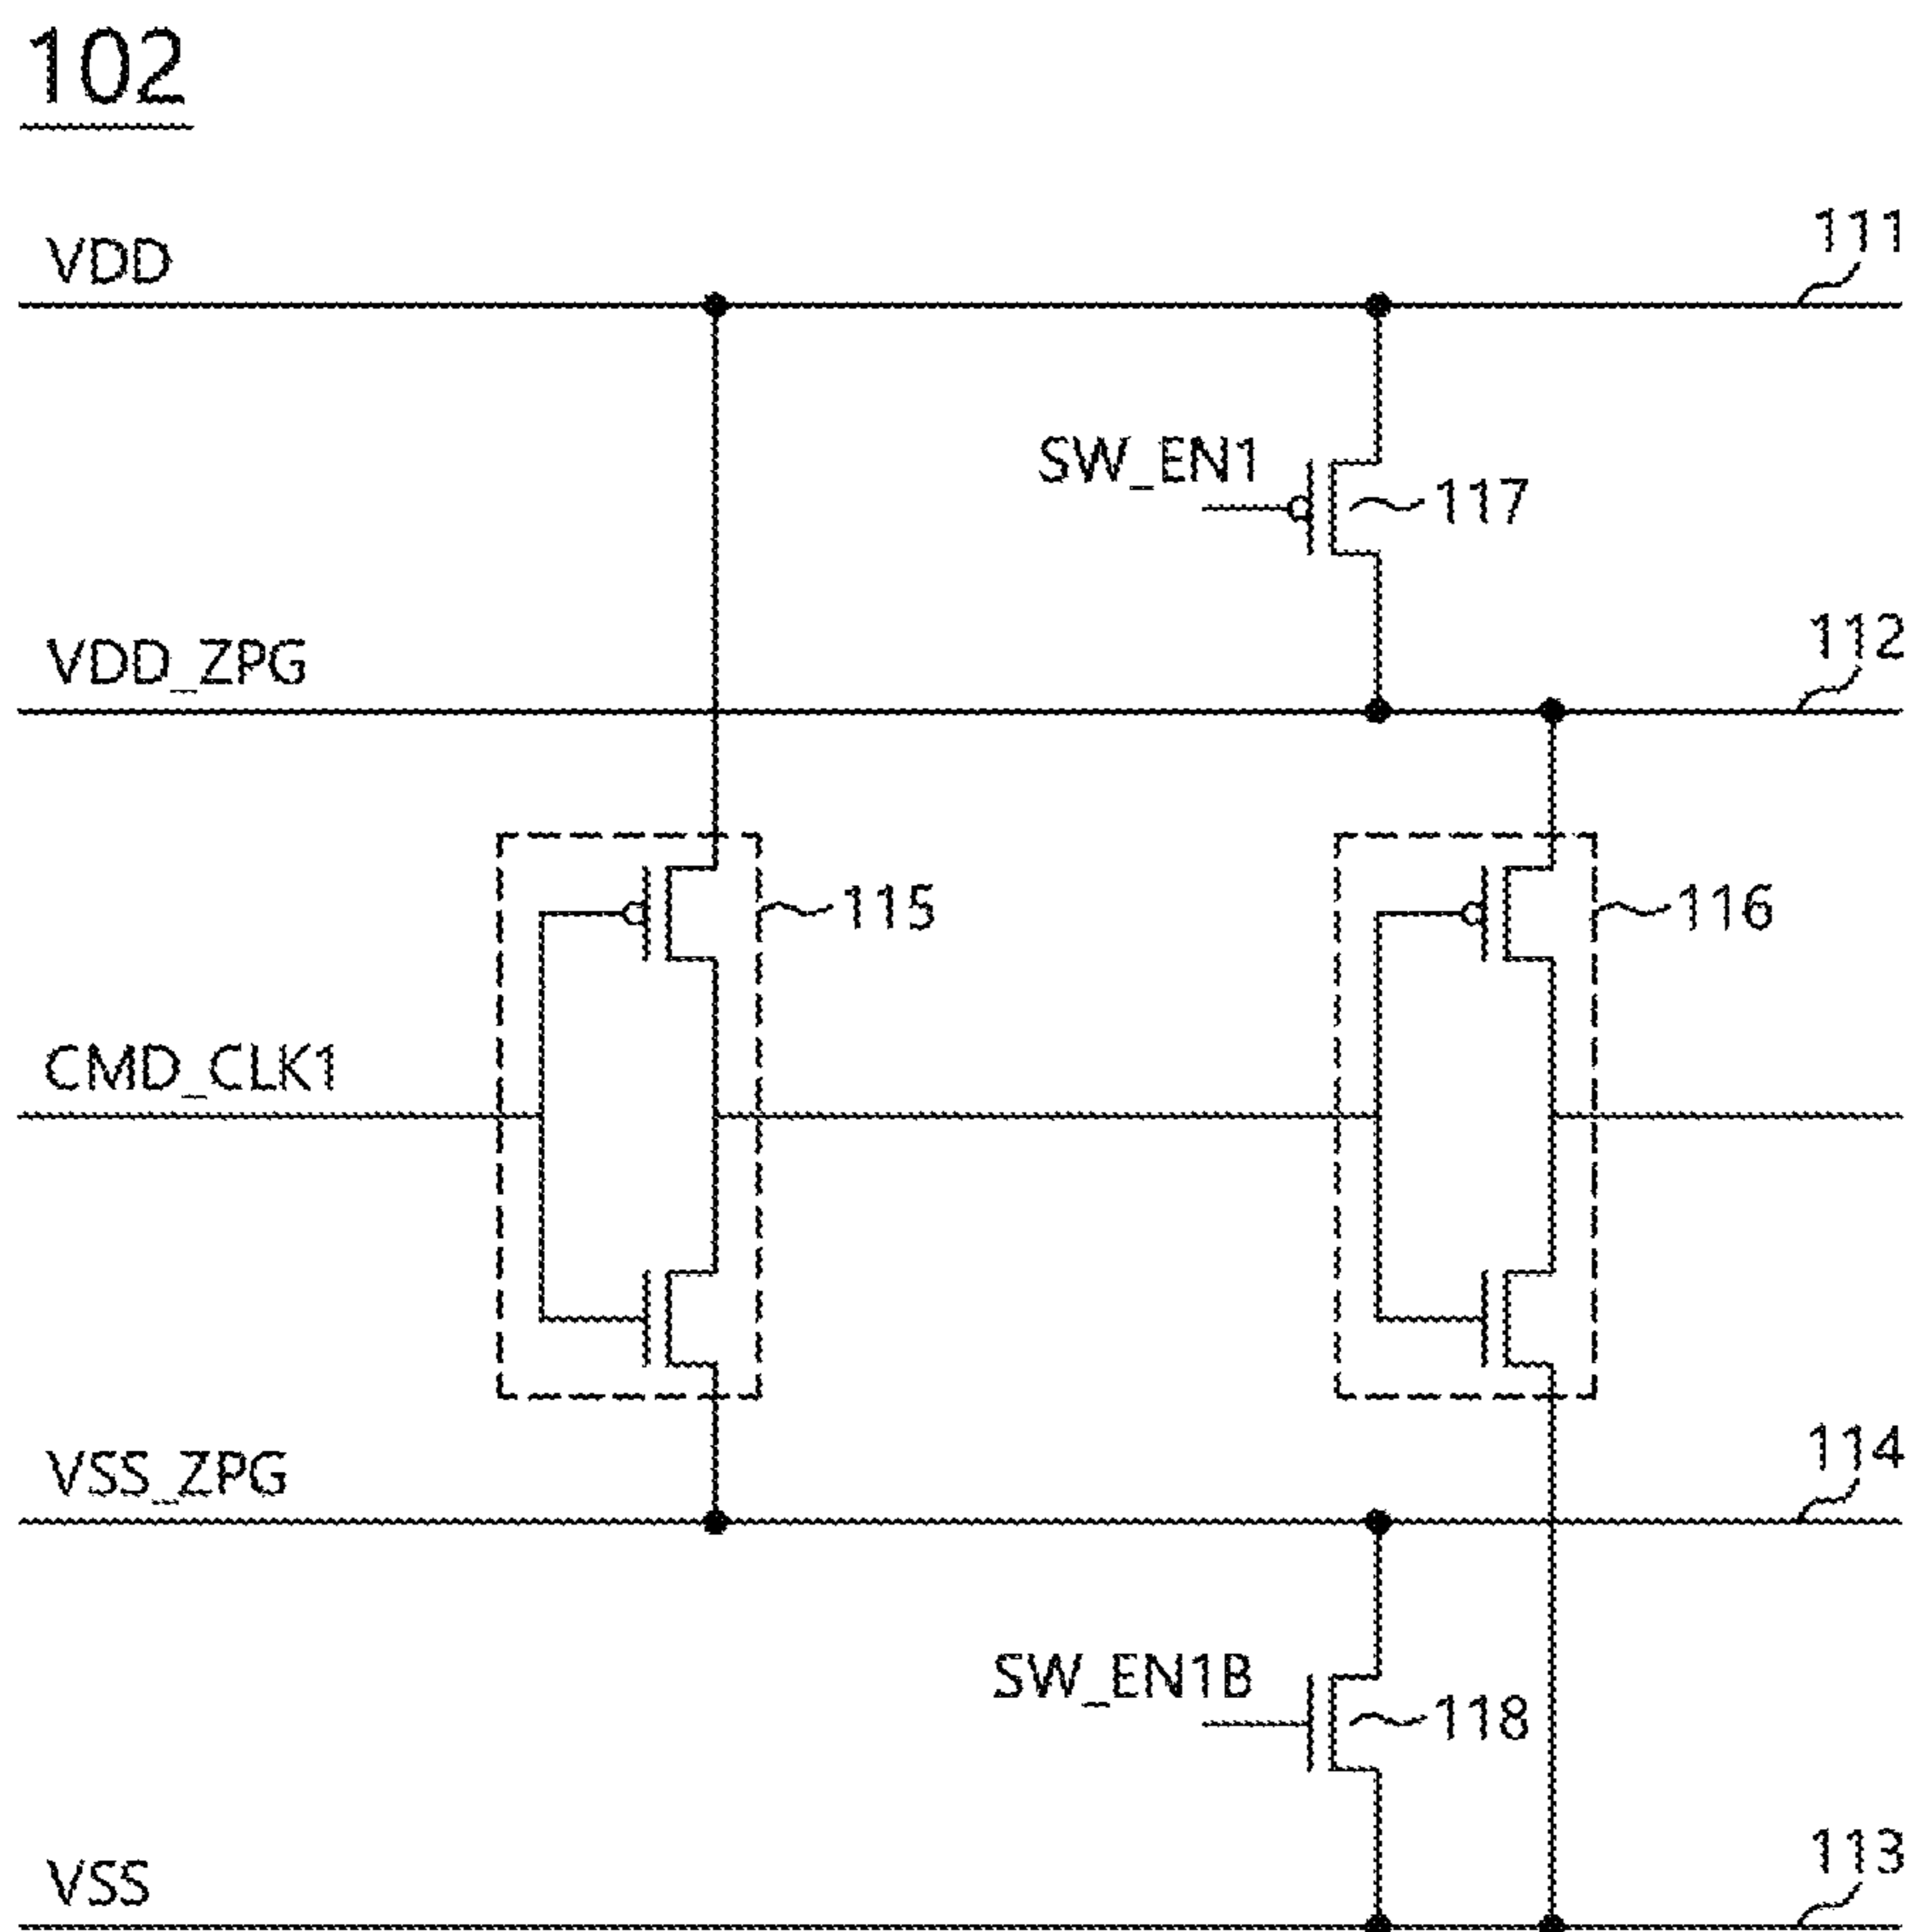 102
VDD
111
SW_EN1
117
VDD_ZPG
112
115
116
CMD_CLK1
VSS_ZPG
114
SW_EN1B
118
VSS
113